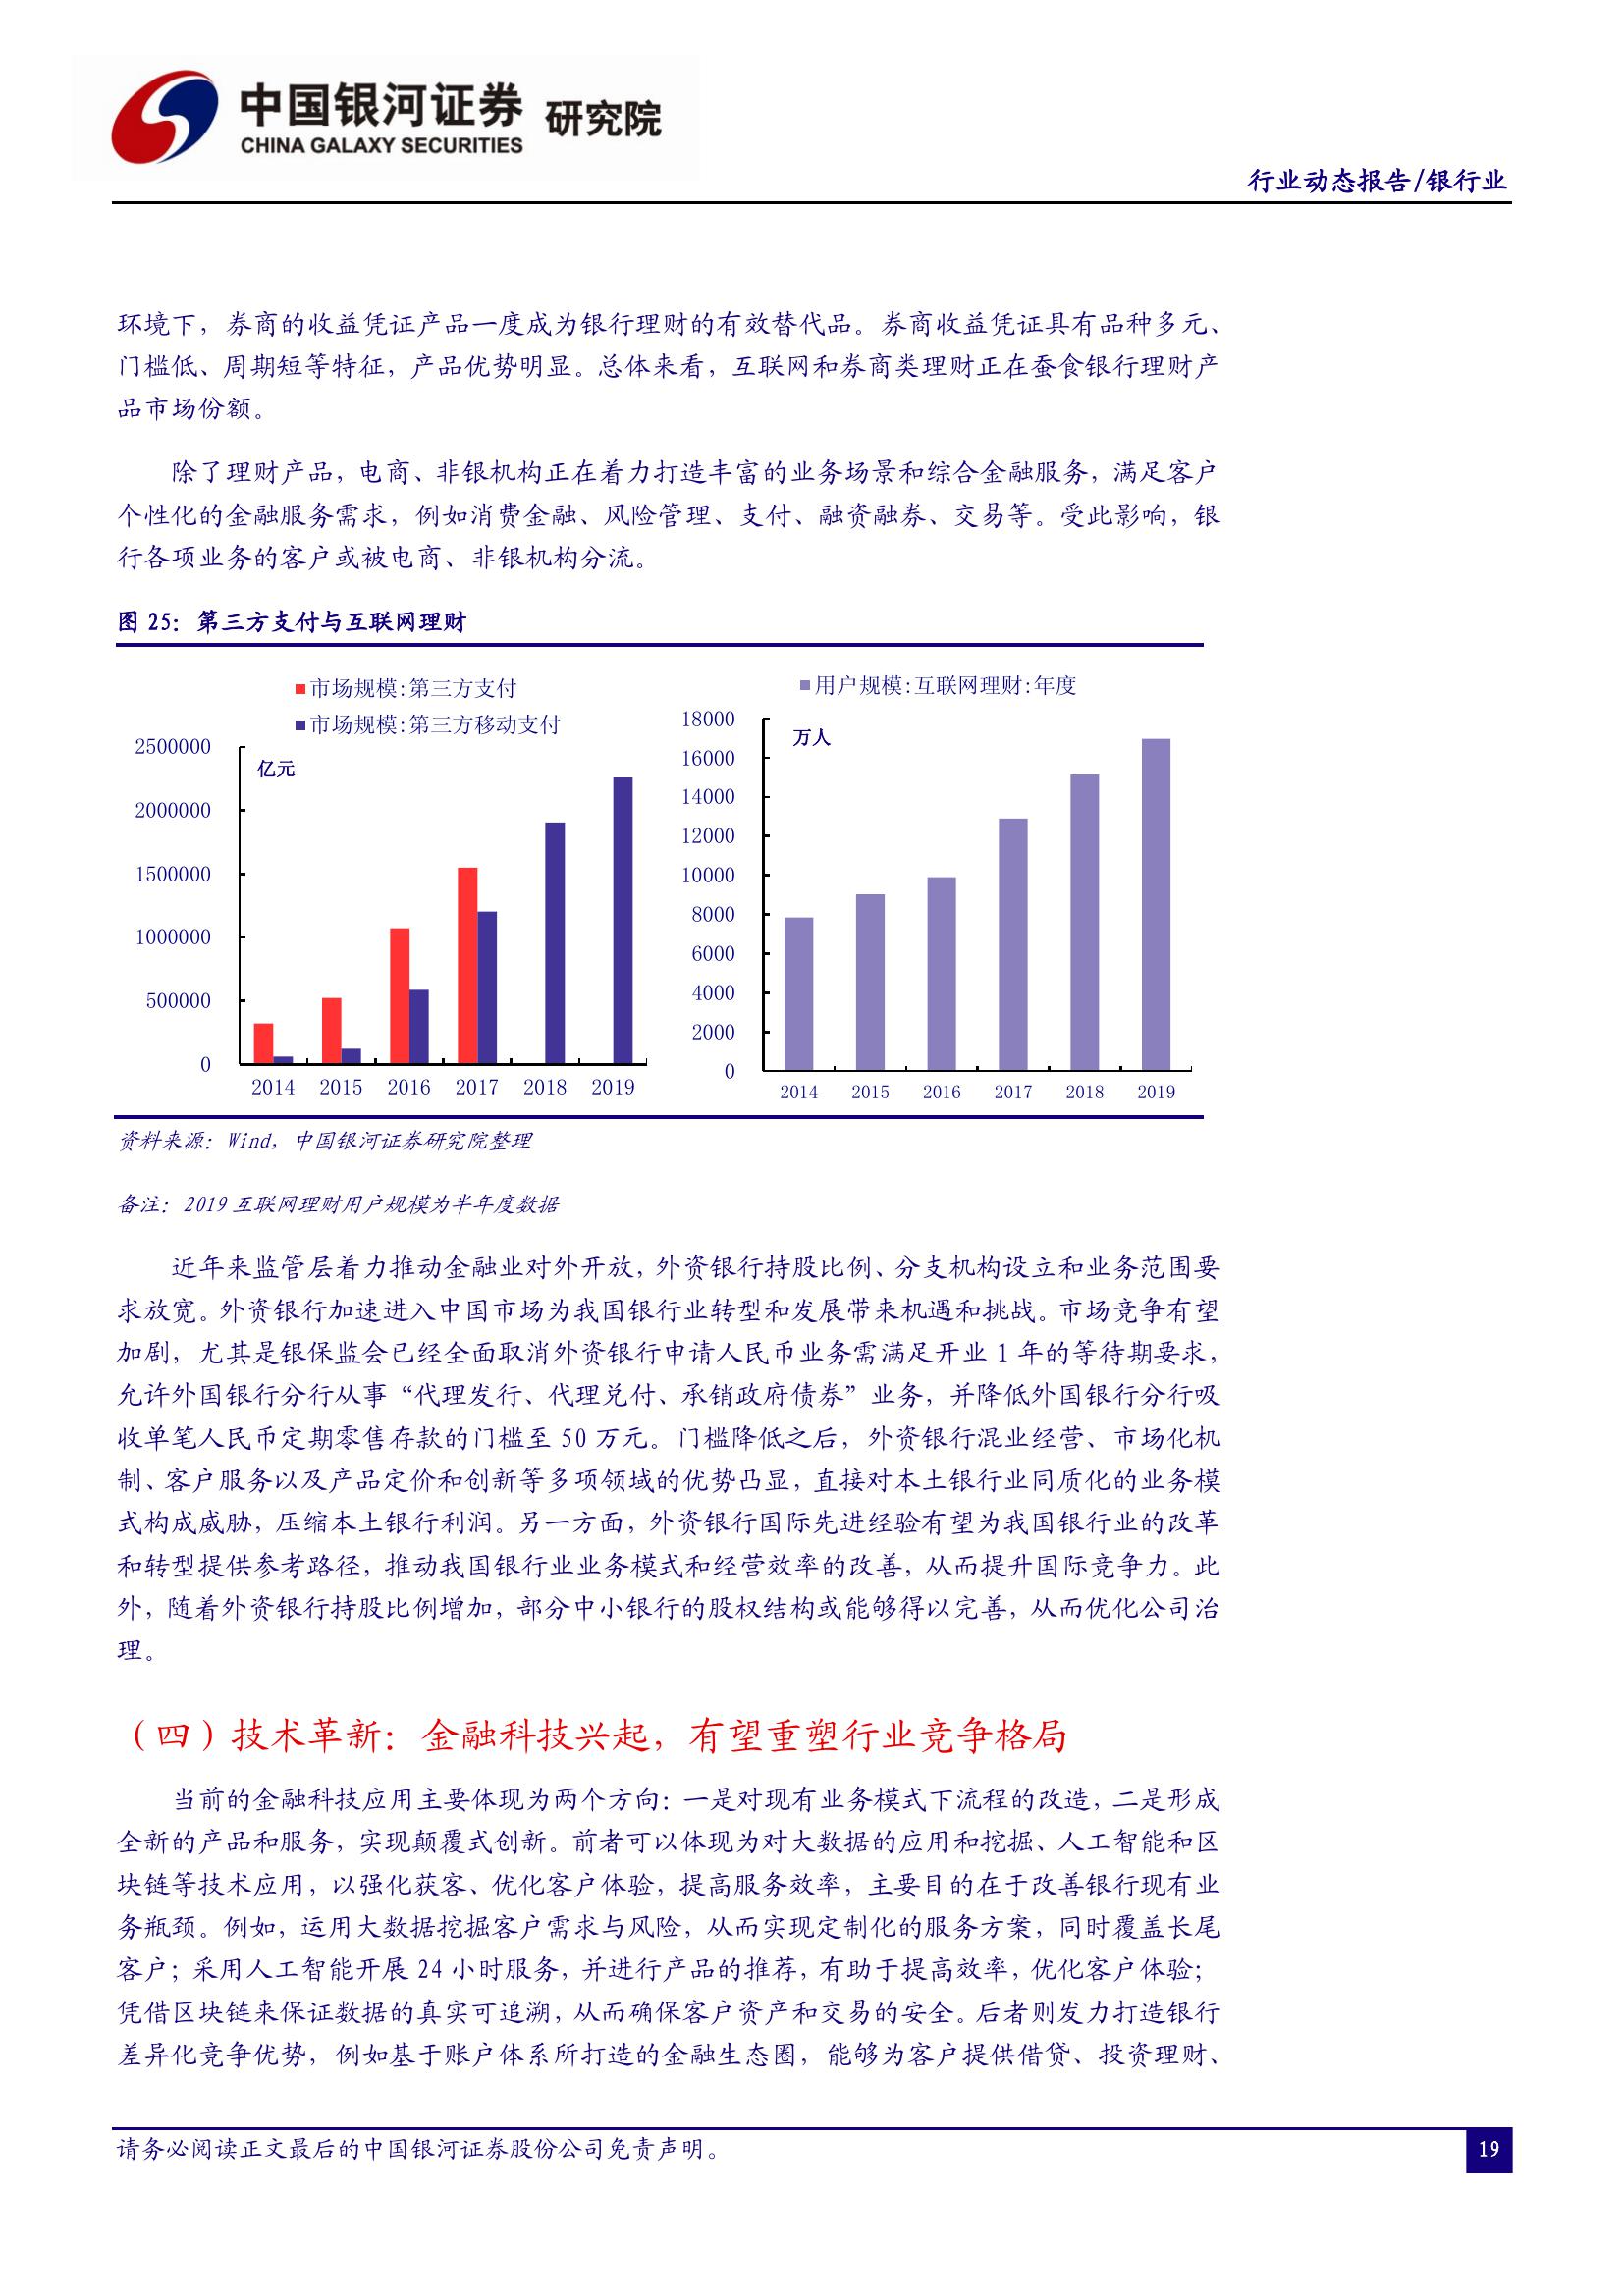 中国银河证券 研究院
CHINA GALAXY SECURITIES
行业动态报告/银行业
环境下，券商的收益凭证产品一度成为银行理财的有效替代品。券商收益凭证具有品种多元、
门槛低、周期短等特征，产品优势明显。总体来看，互联网和券商类理财正在蚕食银行理财产
品市场份额。
除了理财产品，电商、非银机构正在着力打造丰富的业务场景和综合金融服务，满足客户
个性化的金融服务需求，例如消费金融、风险管理、支付、融资融券、交易等。受此影响，银
行各项业务的客户或被电商、非银机构分流。
图 25：第三方支付与互联网理财
市场规模:第三方支付
市场规模:第三方移动支付
亿元
2500000
2000000
1500000
1000000
500000
0
2014 2015 2016 2017 2018 2019
用户规模:互联网理财:年度
万人
18000
16000
14000
12000
10000
8000
6000
4000
2000
0
2014 2015 2016 2017 2018 2019
资料来源：Wind，中国银河证券研究院整理
备注：2019 互联网理财用户规模为半年度数据
近年来监管层着力推动金融业对外开放，外资银行持股比例、分支机构设立和业务范围要
求放宽。外资银行加速进入中国市场为我国银行业转型和发展带来机遇和挑战。市场竞争有望
加剧，尤其是银保监会已经全面取消外资银行申请人民币业务需满足开业 1 年的等待期要求，
允许外国银行分行从事“代理发行、代理兑付、承销政府债券”业务，并降低外国银行分行吸
收单笔人民币定期零售存款的门槛至 50 万元。门槛降低之后，外资银行混业经营、市场化机
制、客户服务以及产品定价和创新等多项领域的优势凸显，直接对本土银行业同质化的业务模
式构成威胁，压缩本土银行利润。另一方面，外资银行国际先进经验有望为我国银行业的改革
和转型提供参考路径，推动我国银行业业务模式和经营效率的改善，从而提升国际竞争力。此
外，随着外资银行持股比例增加，部分中小银行的股权结构或能够得以完善，从而优化公司治
理。
（四）技术革新：金融科技兴起，有望重塑行业竞争格局
当前的金融科技应用主要体现为两个方向：一是对现有业务模式下流程的改造，二是形成
全新的产品和服务，实现颠覆式创新。前者可以体现为对大数据的应用和挖掘、人工智能和区
块链等技术应用，以强化获客、优化客户体验，提高服务效率，主要目的在于改善银行现有业
务瓶颈。例如，运用大数据挖掘客户需求与风险，从而实现定制化的服务方案，同时覆盖长尾
客户；采用人工智能开展 24 小时服务，并进行产品的推荐，有助于提高效率，优化客户体验；
凭借区块链来保证数据的真实可追溯，从而确保客户资产和交易的安全。后者则发力打造银行
差异化竞争优势，例如基于账户体系所打造的金融生态圈，能够为客户提供借贷、投资理财、
请务必阅读正文最后的中国银河证券股份公司免责声明。
19